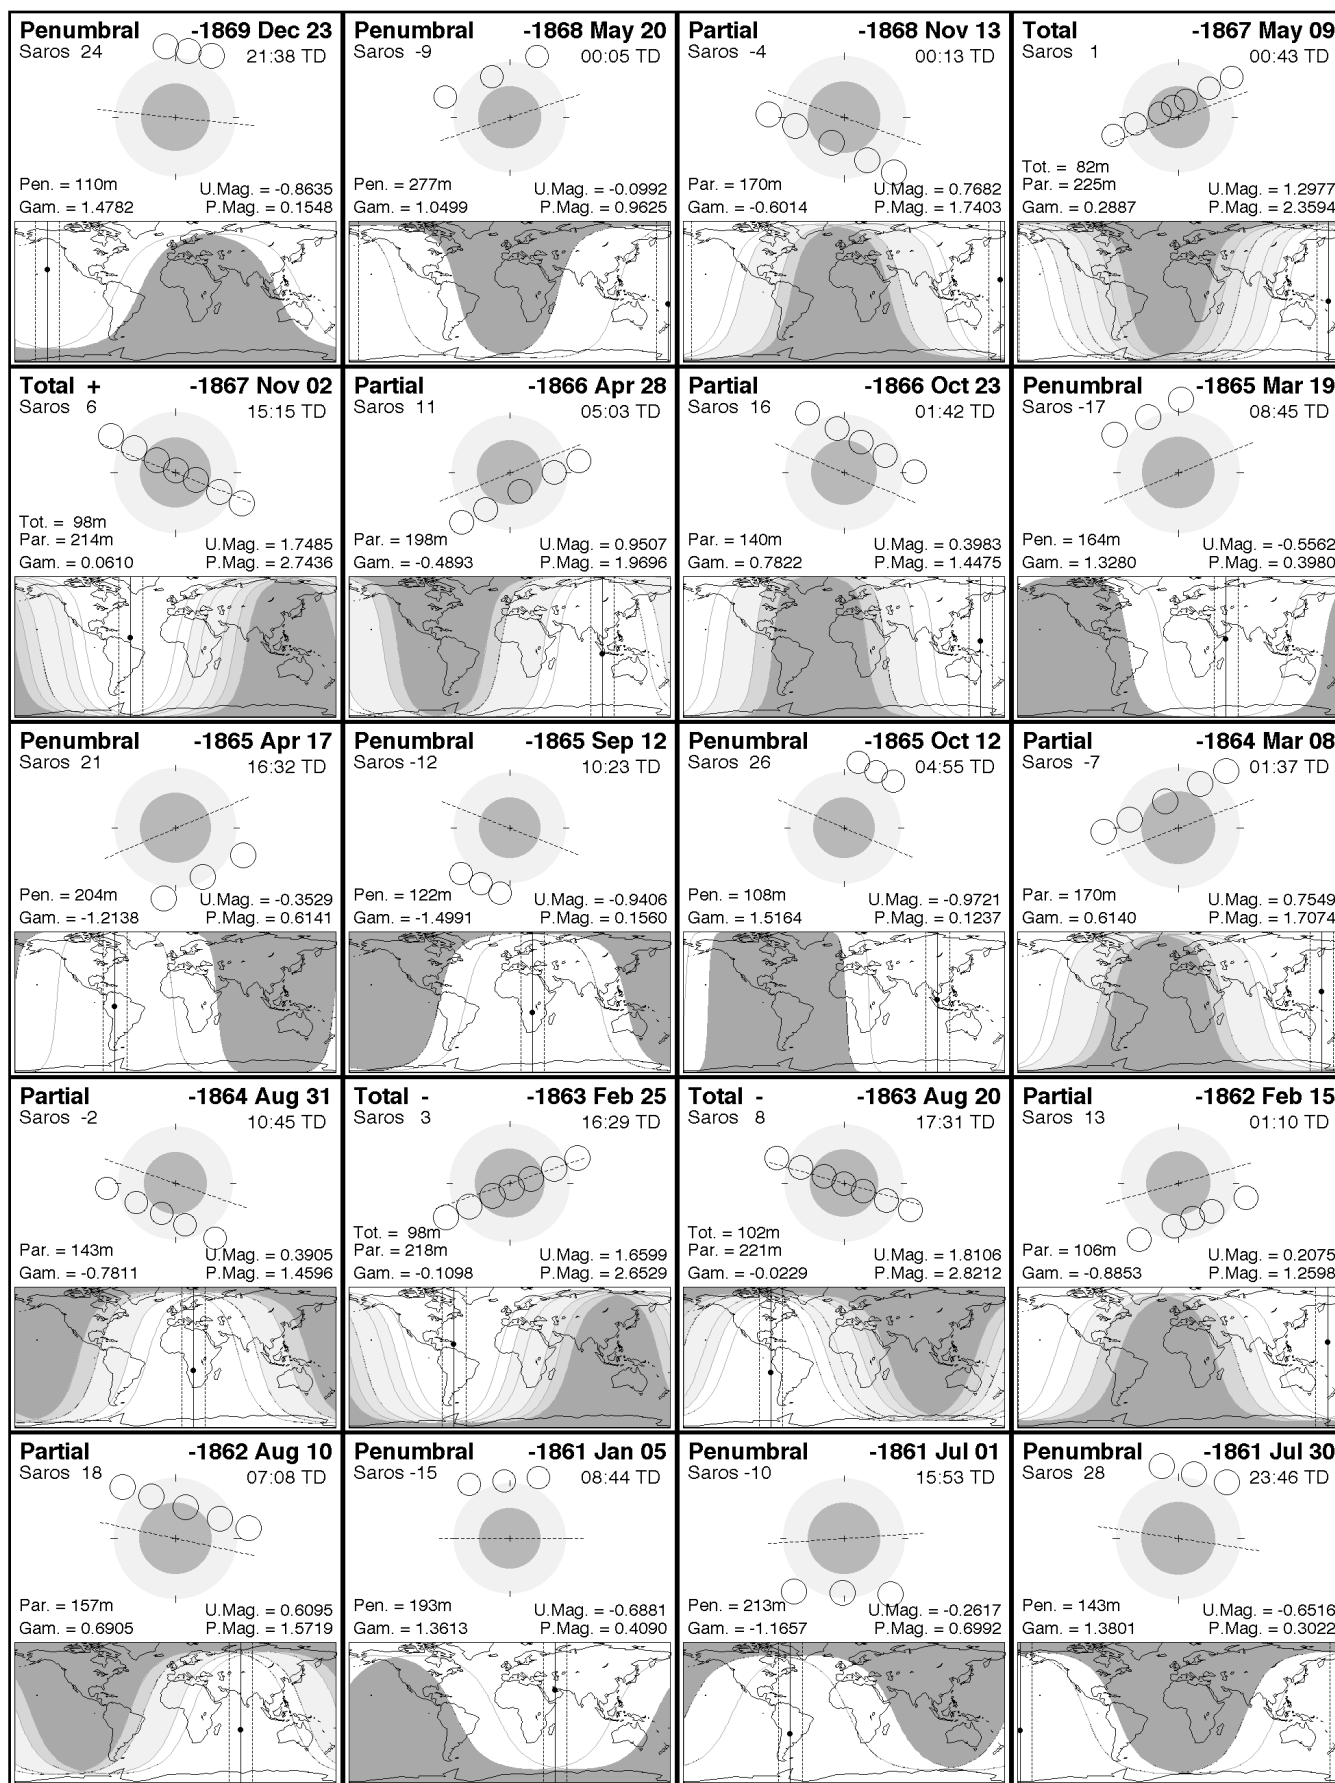 Penumbral -1869 Dec 23
Saros 24 21:38 TD
Pen. = 110m U.Mag. = -0.8635
Gam. = 1.4782 P.Mag. = 0.1548
Penumbral -1868 May 20
Saros -9 00:05 TD
Pen. = 277m U.Mag. = -0.0992
Gam. = 1.0499 P.Mag. = 0.9625
Partial -1868 Nov 13
Saros -4 00:13 TD
Par. = 170m U.Mag. = 0.7682
Gam. = -0.6014 P.Mag. = 1.7403
Total -1867 May 09
Saros 1 00:43 TD
Tot. = 82m
Par. = 225m U.Mag. = 1.2977
Gam. = 0.2887 P.Mag. = 2.3594
Total + -1867 Nov 02
Saros 6 15:15 TD
Tot. = 98m
Par. = 214m U.Mag. = 1.7485
Gam. = 0.0610 P.Mag. = 2.7436
Partial -1866 Apr 28
Saros 11 05:03 TD
Par. = 198m U.Mag. = 0.9507
Gam. = -0.4893 P.Mag. = 1.9696
Partial -1866 Oct 23
Saros 16 01:42 TD
Par. = 140m U.Mag. = 0.3983
Gam. = 0.7822 P.Mag. = 1.4475
Penumbral -1865 Mar 19
Saros -17 08:45 TD
Pen. = 164m U.Mag. = -0.5562
Gam. = 1.3280 P.Mag. = 0.3980
Penumbral -1865 Apr 17
Saros 21 16:32 TD
Pen. = 204m U.Mag. = -0.3529
Gam. = -1.2138 P.Mag. = 0.6141
Penumbral -1865 Sep 12
Saros -12 10:23 TD
Pen. = 122m U.Mag. = -0.9406
Gam. = -1.4991 P.Mag. = 0.1560
Penumbral -1865 Oct 12
Saros 26 04:55 TD
Pen. = 108m U.Mag. = -0.9721
Gam. = 1.5164 P.Mag. = 0.1237
Partial -1864 Mar 08
Saros -7 01:37 TD
Par. = 170m U.Mag. = 0.7549
Gam. = 0.6140 P.Mag. = 1.7074
Partial -1864 Aug 31
Saros -2 10:45 TD
Par. = 143m U.Mag. = 0.3905
Gam. = -0.7811 P.Mag. = 1.4596
Total - -1863 Feb 25
Saros 3 16:29 TD
Tot. = 98m
Par. = 218m U.Mag. = 1.6599
Gam. = -0.1098 P.Mag. = 2.6529
Total - -1863 Aug 20
Saros 8 17:31 TD
Tot. = 102m
Par. = 221m U.Mag. = 1.8106
Gam. = -0.0229 P.Mag. = 2.8212
Partial -1862 Feb 15
Saros 13 01:10 TD
Par. = 106m U.Mag. = 0.2075
Gam. = -0.8853 P.Mag. = 1.2598
Partial -1862 Aug 10
Saros 18 07:08 TD
Par. = 157m U.Mag. = 0.6095
Gam. = 0.6905 P.Mag. = 1.5719
Penumbral -1861 Jan 05
Saros -15 08:44 TD
Pen. = 193m U.Mag. = -0.6881
Gam. = 1.3613 P.Mag. = 0.4090
Penumbral -1861 Jul 01
Saros -10 15:53 TD
Pen. = 213m U.Mag. = -0.2617
Gam. = -1.1657 P.Mag. = 0.6992
Penumbral -1861 Jul 30
Saros 28 23:46 TD
Pen. = 143m U.Mag. = -0.6516
Gam. = 1.3801 P.Mag. = 0.3022